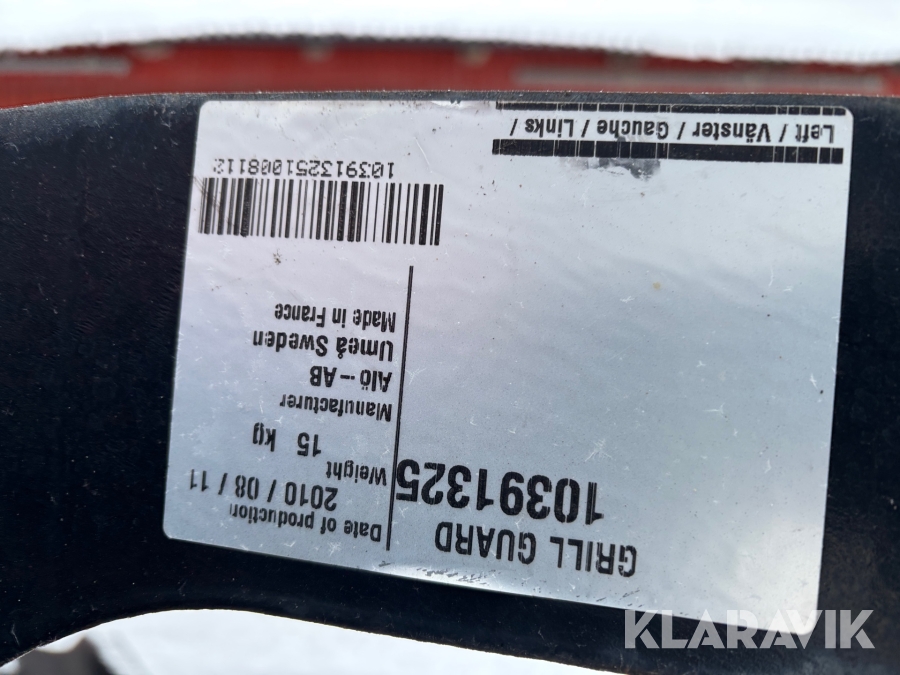 GRILL GUARD
10391325
Date of production
2010 / 08 / 11
Weight
15 kg
Manufacturer
Alö -- AB
Umeå Sweden
Made in France
103913251008112
Left / Vänster / Gauche / Links /
KLARAVIK